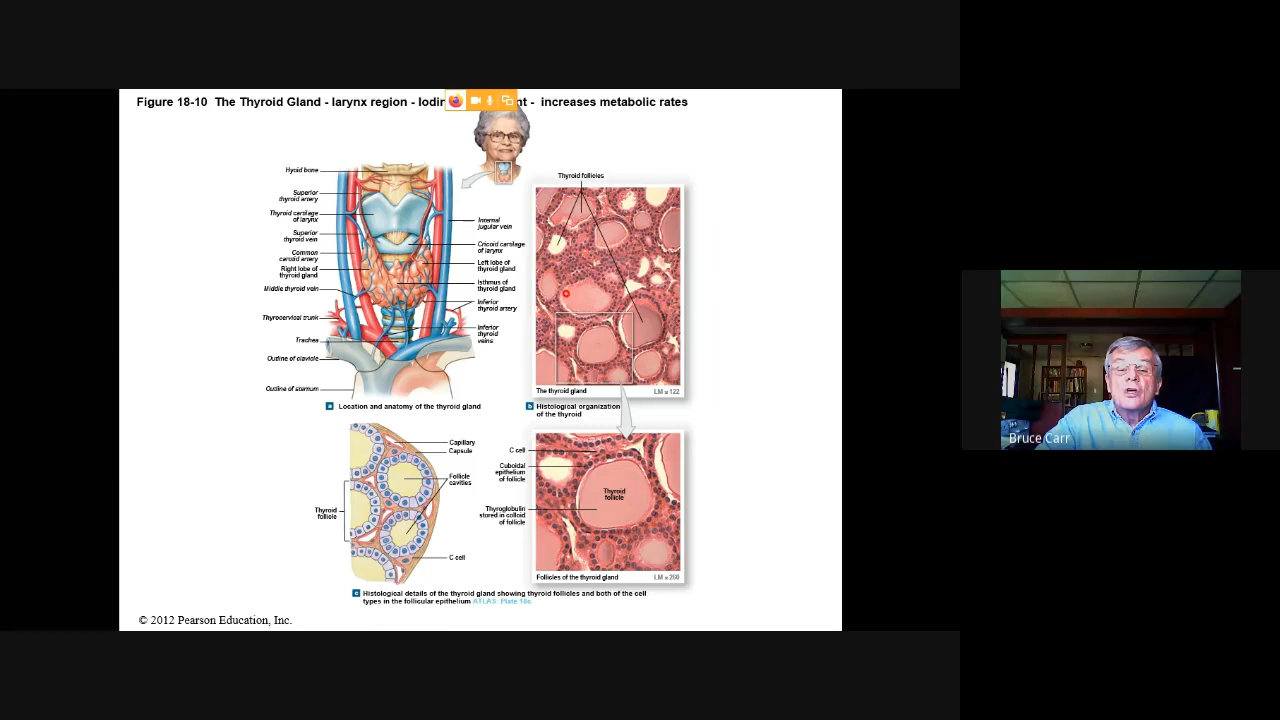 Figure 18-10 The Thyroid Gland - larynx region - Iodin nt - increases metabolic rates
Hyoid bone
Superior
thyroid artery
Thyroid cartilage
of larynx
Superior
thyroid vein
Common
carotid artery
Right lobe of
thyroid gland
Middle thyroid vein
Thyrocervical trunk
Trachea
Outline of clavicle
Outline of sternum
Internal
jugular vein
Cricoid cartilage
of larynx
Left lobe of
thyroid gland
Isthmus of
thyroid gland
Inferior
thyroid artery
Inferior
thyroid
veins
a Location and anatomy of the thyroid gland
Thyroid follicles
The thyroid gland LM x 122
b Histological organization
of the thyroid
Capillary
Capsule
Follicle
cavities
Thyroid
follicle
C cell
C cell
Cuboidal
epithelium
of follicle
Thyroid
follicle
Thyroglobulin
stored in colloid
of follicle
Follicles of the thyroid gland LM x 260
c Histological details of the thyroid gland showing thyroid follicles and both of the cell
types in the follicular epithelium ATLAS: Plate 18c
© 2012 Pearson Education, Inc.
Bruce Carr